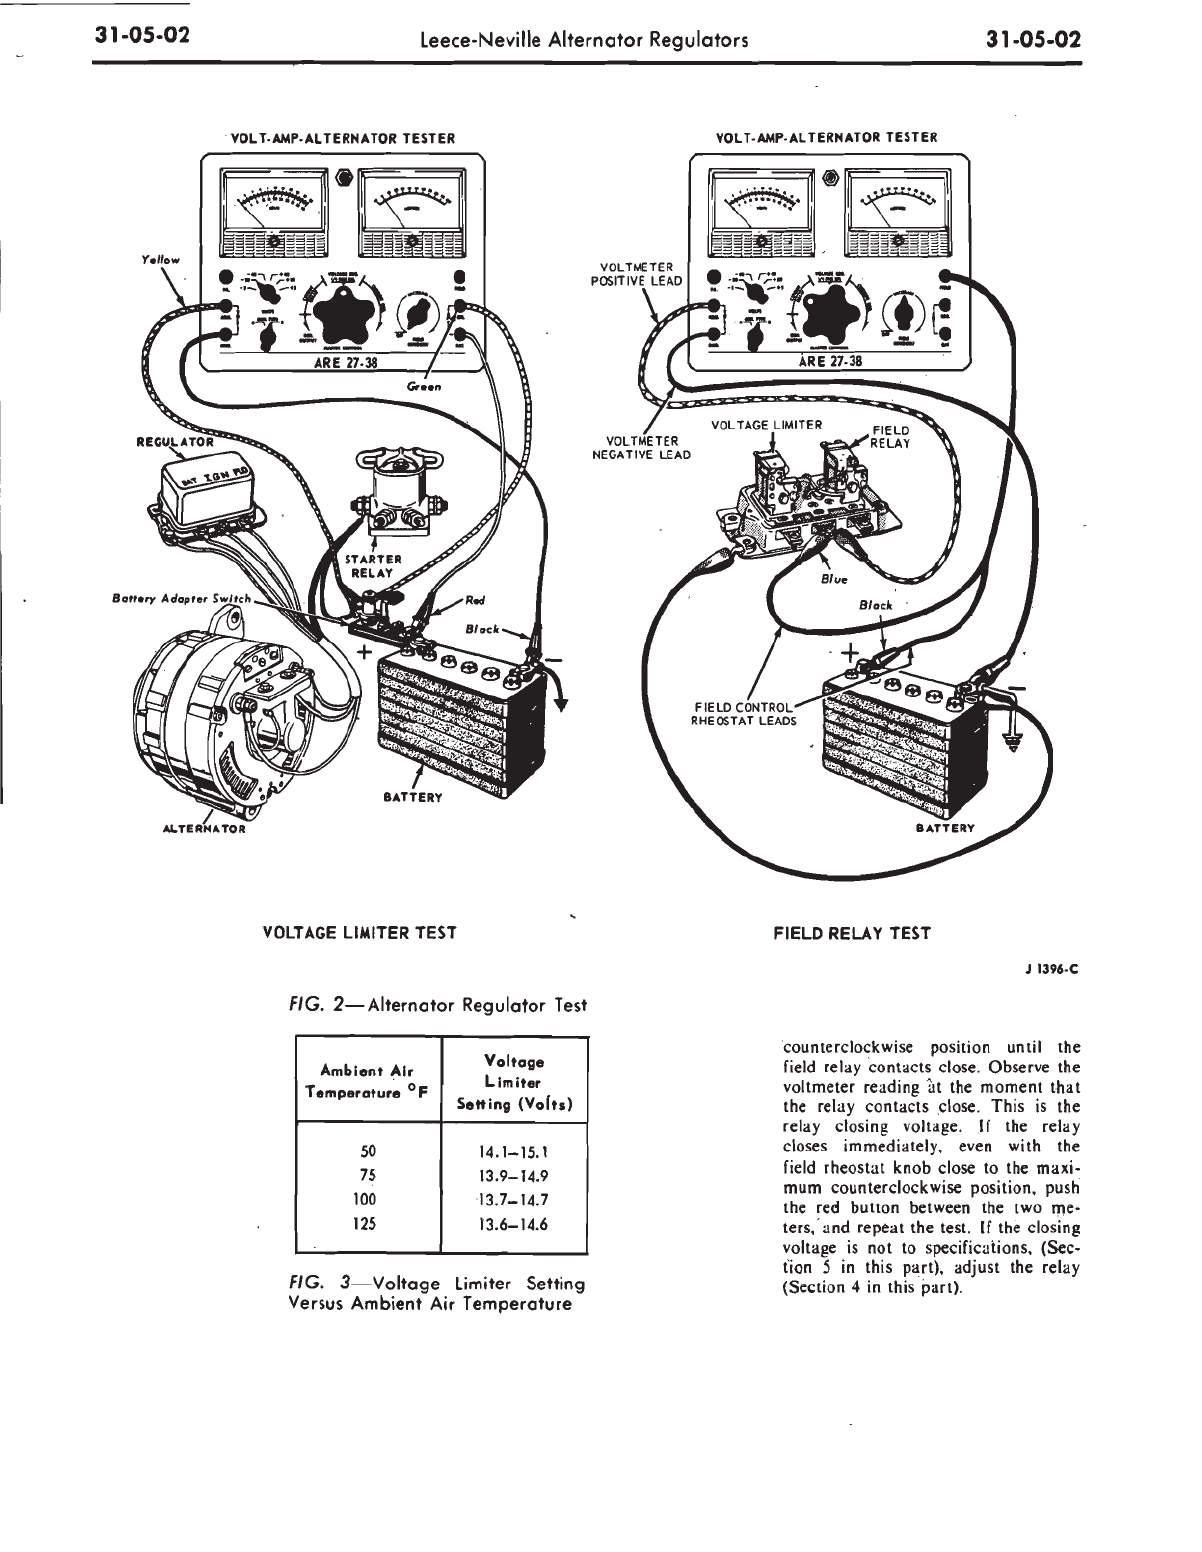 31-05-02
Leece-Neville Alternator Regulators
31-05-02
VOLT-AMP-ALTERNATOR TESTER
Yellow
ARE 27-38
Green
REGULATOR
BAT IGN FLD
STARTER
RELAY
Battery Adapter Switch
Red
Black
+
−
BATTERY
ALTERNATOR
VOLTAGE LIMITER TEST
VOLT-AMP-ALTERNATOR TESTER
VOLTMETER
POSITIVE LEAD
ARE 27-38
VOLTMETER
NEGATIVE LEAD
VOLTAGE LIMITER
FIELD
RELAY
Blue
Black
+
−
FIELD CONTROL
RHEOSTAT LEADS
BATTERY
FIELD RELAY TEST
J 1396-C
FIG. 2—Alternator Regulator Test
Ambient Air
Temperature °F
Voltage
Limiter
Setting (Volts)
50 14.1–15.1
75 13.9–14.9
100 13.7–14.7
125 13.6–14.6
FIG. 3—Voltage Limiter Setting
Versus Ambient Air Temperature
counterclockwise position until the
field relay contacts close. Observe the
voltmeter reading at the moment that
the relay contacts close. This is the
relay closing voltage. If the relay
closes immediately, even with the
field rheostat knob close to the maxi-
mum counterclockwise position, push
the red button between the two me-
ters, and repeat the test. If the closing
voltage is not to specifications, (Sec-
tion 5 in this part), adjust the relay
(Section 4 in this part).